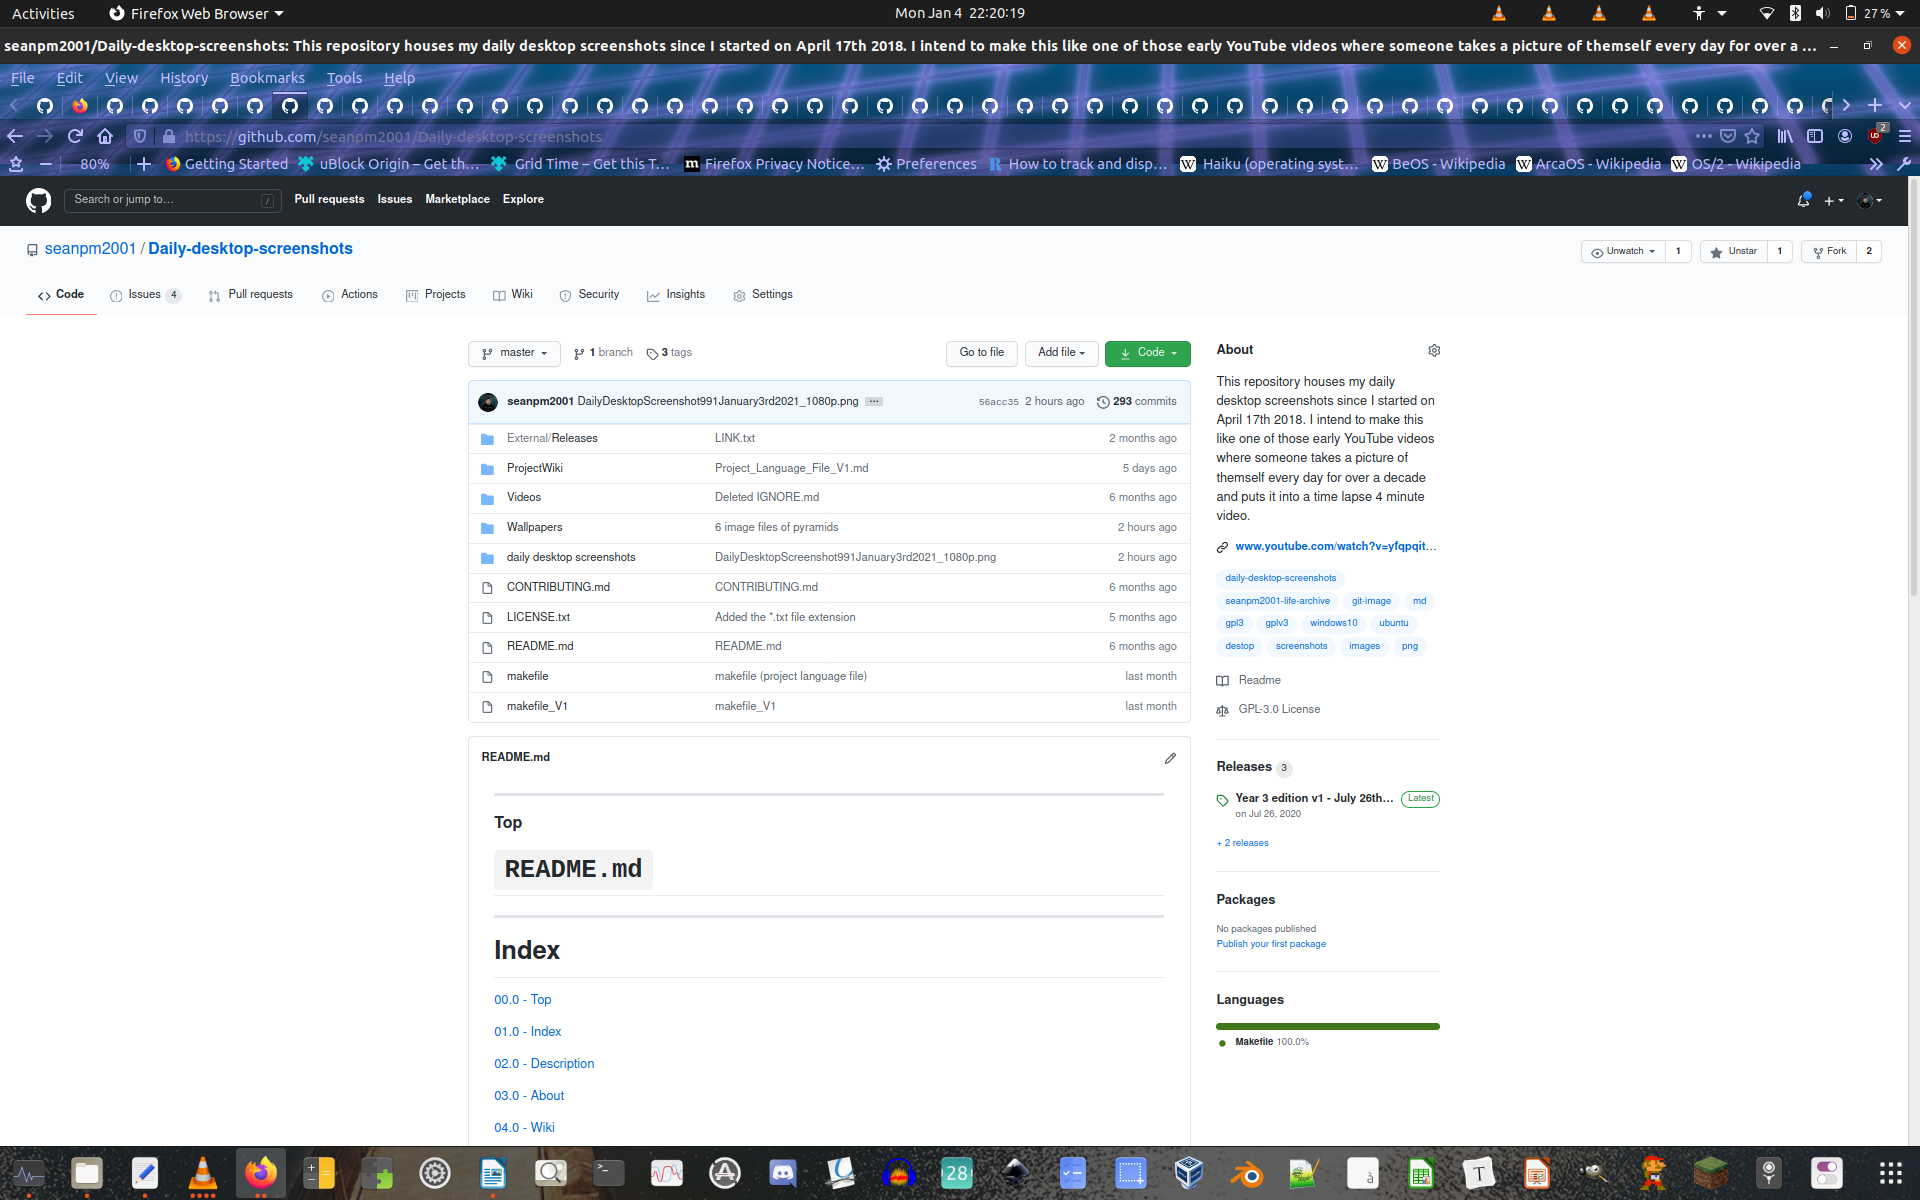 Activities
Firefox Web Browser
Mon Jan 4 22:20:19
27 %
seanpm2001/Daily-desktop-screenshots: This repository houses my daily desktop screenshots since I started on April 17th 2018. I intend to make this like one of those early YouTube videos where someone takes a picture of themself every day for over a ...
File Edit View History Bookmarks Tools Help
https://github.com/seanpm2001/Daily-desktop-screenshots
2
80%
Getting Started
uBlock Origin – Get th…
Grid Time – Get this T…
Firefox Privacy Notice…
Preferences
How to track and disp…
Haiku (operating syst…
BeOS - Wikipedia
ArcaOS - Wikipedia
OS/2 - Wikipedia
Search or jump to…
/
Pull requests Issues Marketplace Explore
seanpm2001 / Daily-desktop-screenshots
Unwatch 1
Unstar 1
Fork 2
Code
Issues 4
Pull requests
Actions
Projects
Wiki
Security
Insights
Settings
master
1 branch
3 tags
Go to file
Add file
Code
seanpm2001 DailyDesktopScreenshot991January3rd2021_1080p.png
56acc35 2 hours ago
293 commits
External/Releases LINK.txt 2 months ago
ProjectWiki Project_Language_File_V1.md 5 days ago
Videos Deleted IGNORE.md 6 months ago
Wallpapers 6 image files of pyramids 2 hours ago
daily desktop screenshots DailyDesktopScreenshot991January3rd2021_1080p.png 2 hours ago
CONTRIBUTING.md CONTRIBUTING.md 6 months ago
LICENSE.txt Added the *.txt file extension 5 months ago
README.md README.md 6 months ago
makefile makefile (project language file) last month
makefile_V1 makefile_V1 last month
README.md
Top
README.md
Index
00.0 - Top
01.0 - Index
02.0 - Description
03.0 - About
04.0 - Wiki
About
This repository houses my daily
desktop screenshots since I started on
April 17th 2018. I intend to make this
like one of those early YouTube videos
where someone takes a picture of
themself every day for over a decade
and puts it into a time lapse 4 minute
video.
www.youtube.com/watch?v=yfqpqit…
daily-desktop-screenshots
seanpm2001-life-archive git-image md
gpl3 gplv3 windows10 ubuntu
destop screenshots images png
Readme
GPL-3.0 License
Releases 3
Year 3 edition v1 - July 26th… Latest
on Jul 26, 2020
+ 2 releases
Packages
No packages published
Publish your first package
Languages
Makefile 100.0%
28